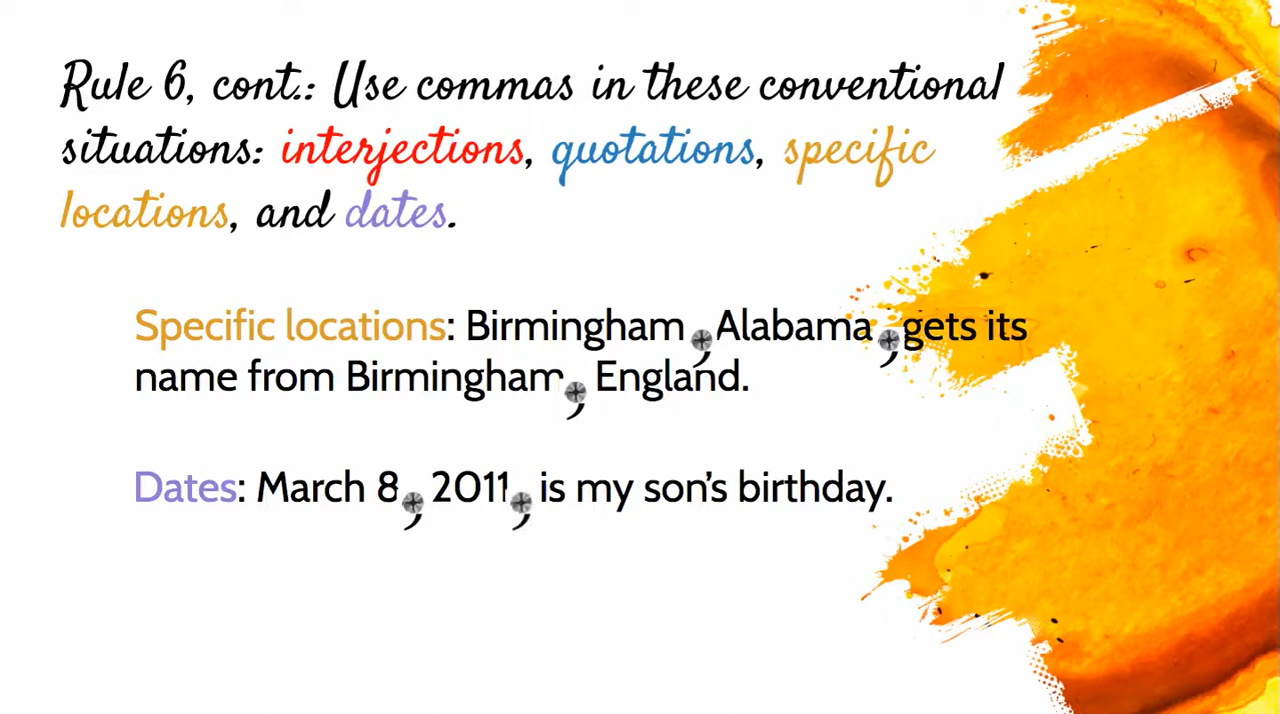 Rule 6, cont.: Use commas in these conventional
situations: interjections, quotations, specific
locations, and dates.
Specific locations: Birmingham, Alabama, gets its
name from Birmingham, England.
Dates: March 8, 2011, is my son's birthday.